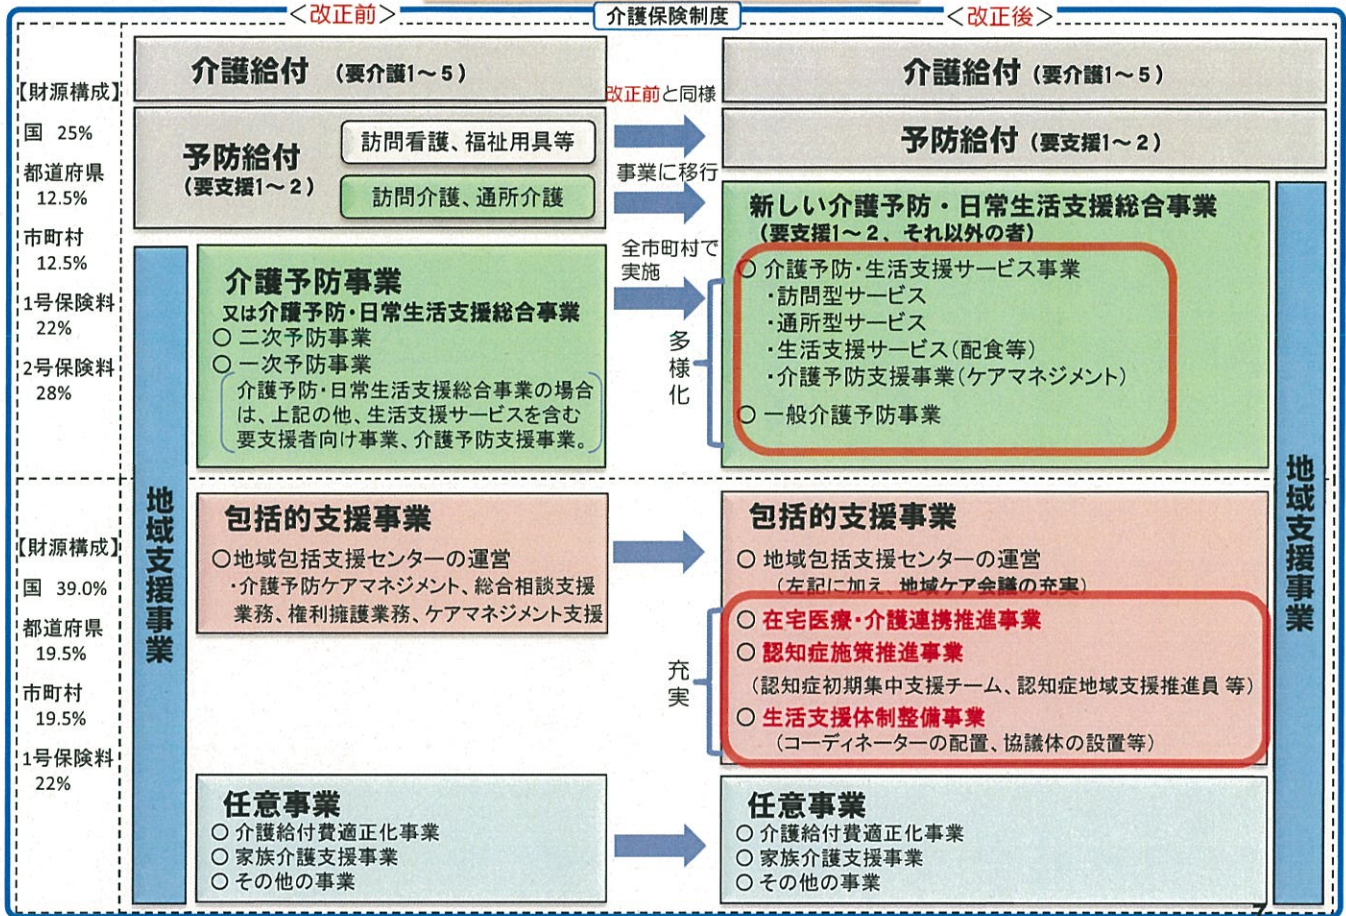 <改正前>
介護保険制度
<改正後>
【財源構成】
国 25%
都道府県
12.5%
市町村
12.5%
1号保険料
22%
2号保険料
28%
【財源構成】
国 39.0%
都道府県
19.5%
市町村
19.5%
1号保険料
22%
介護給付 (要介護1～5)
予防給付
(要支援1～2)
訪問看護、福祉用具等
訪問介護、通所介護
地域支援事業
介護予防事業
又は介護予防・日常生活支援総合事業
○ 二次予防事業
○ 一次予防事業
介護予防・日常生活支援総合事業の場合
は、上記の他、生活支援サービスを含む
要支援者向け事業、介護予防支援事業。
包括的支援事業
○地域包括支援センターの運営
・介護予防ケアマネジメント、総合相談支援
業務、権利擁護業務、ケアマネジメント支援
任意事業
○ 介護給付費適正化事業
○ 家族介護支援事業
○ その他の事業
改正前と同様
事業に移行
全市町村で
実施
多様化
充実
介護給付 (要介護1～5)
予防給付 (要支援1～2)
新しい介護予防・日常生活支援総合事業
(要支援1～2、それ以外の者)
○ 介護予防・生活支援サービス事業
・訪問型サービス
・通所型サービス
・生活支援サービス(配食等)
・介護予防支援事業(ケアマネジメント)
○ 一般介護予防事業
包括的支援事業
○ 地域包括支援センターの運営
(左記に加え、地域ケア会議の充実)
○ 在宅医療・介護連携推進事業
○ 認知症施策推進事業
(認知症初期集中支援チーム、認知症地域支援推進員 等)
○ 生活支援体制整備事業
(コーディネーターの配置、協議体の設置等)
任意事業
○ 介護給付費適正化事業
○ 家族介護支援事業
○ その他の事業
地域支援事業
7